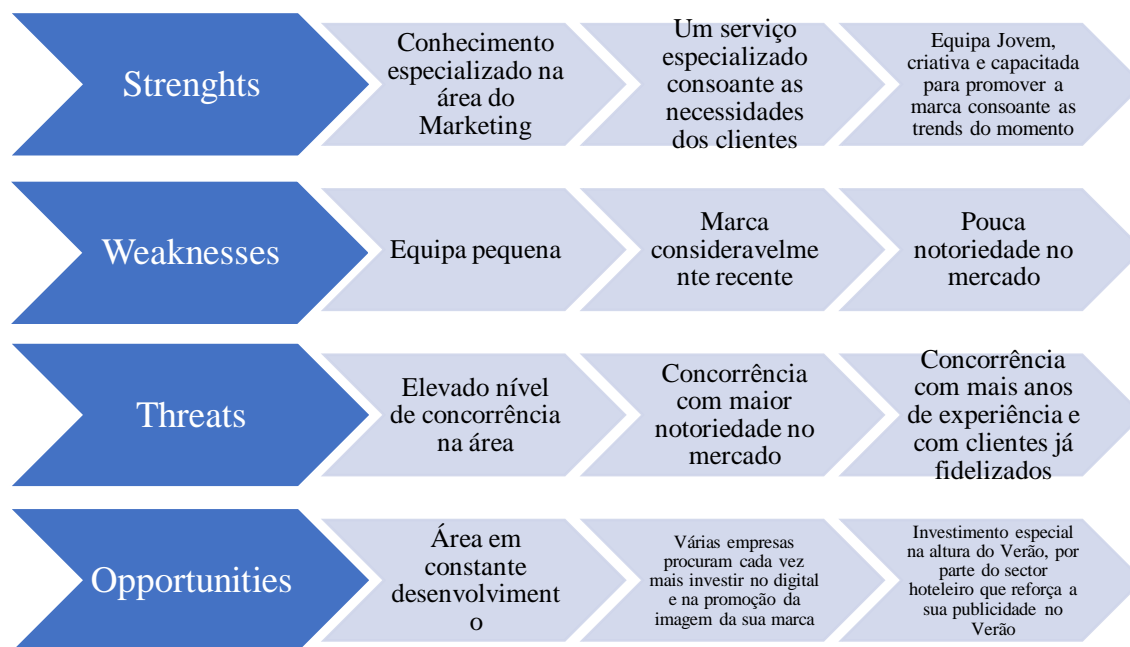 Strenghts
Conhecimento
especializado na
área do
Marketing
Um serviço
especializado
consoante as
necessidades
dos clientes
Equipa Jovem,
criativa e capacitada
para promover a
marca consoante as
trends do momento
Weaknesses
Equipa pequena
Marca
consideravelme
nte recente
Pouca
notoriedade no
mercado
Threats
Elevado nível
de concorrência
na área
Concorrência
com maior
notoriedade no
mercado
Concorrência
com mais anos
de experiência e
com clientes já
fidelizados
Opportunities
Área em
constante
desenvolviment
o
Várias empresas
procuram cada vez
mais investir no digital
e na promoção da
imagem da sua marca
Investimento especial
na altura do Verão, por
parte do sector
hoteleiro que reforça a
sua publicidade no
Verão